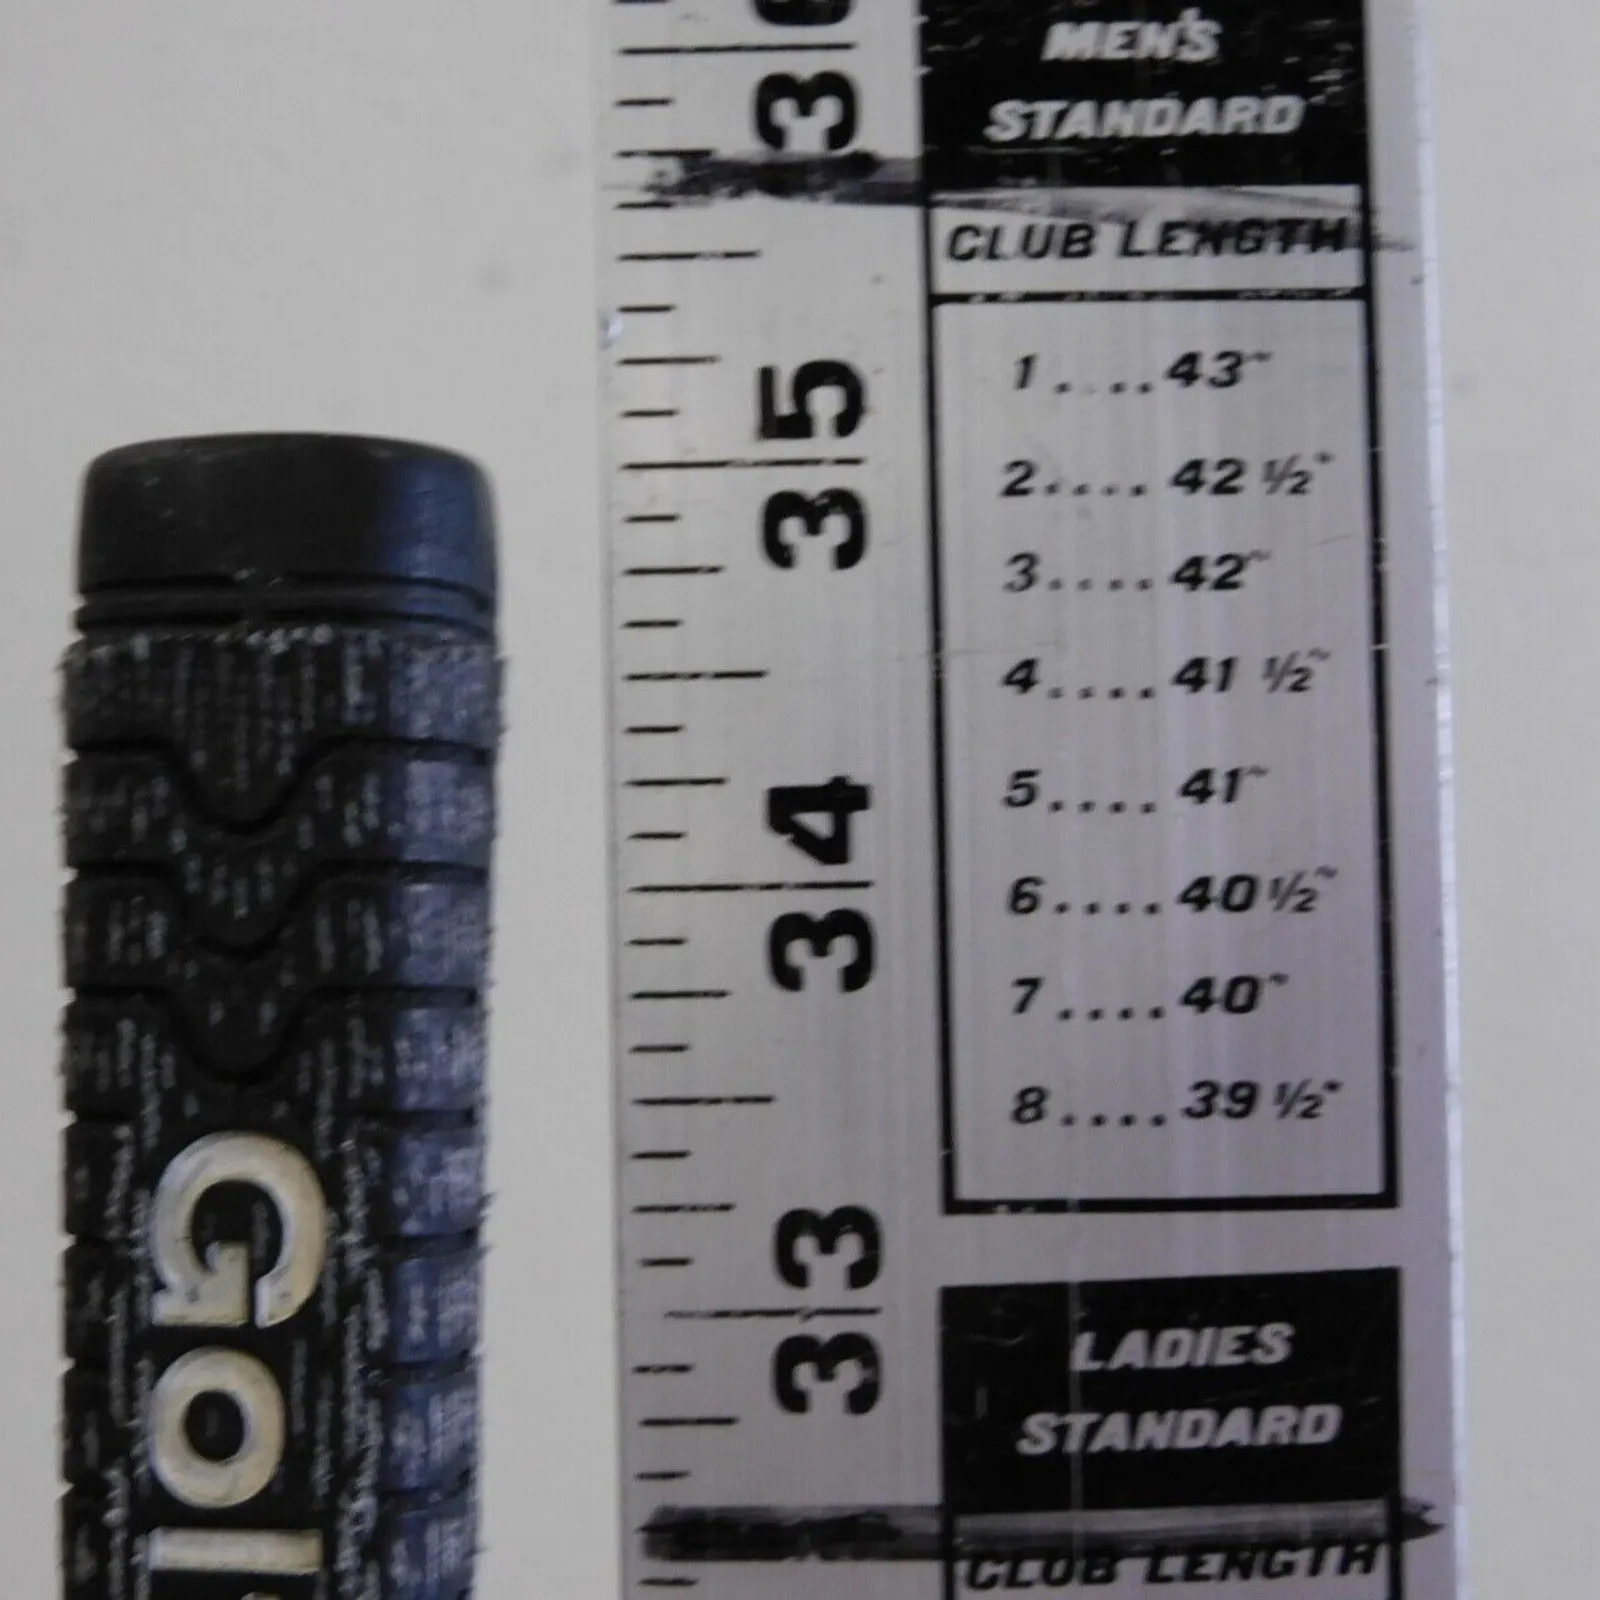 36
35
34
33
MEN'S
STANDARD
CLUB LENGTH
1....43"
2....42 ½"
3....42"
4....41 ½"
5....41"
6....40 ½"
7....40"
8....39 ½"
LADIES
STANDARD
CLUB LENGTH
Gol